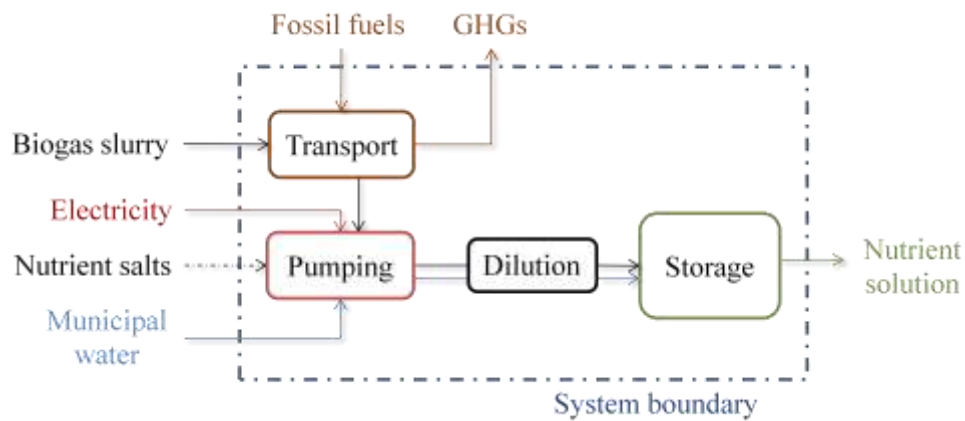 Fossil fuels
GHGs
Biogas slurry
Transport
Electricity
Nutrient salts
Pumping
Dilution
Storage
Nutrient
solution
Municipal
water
System boundary